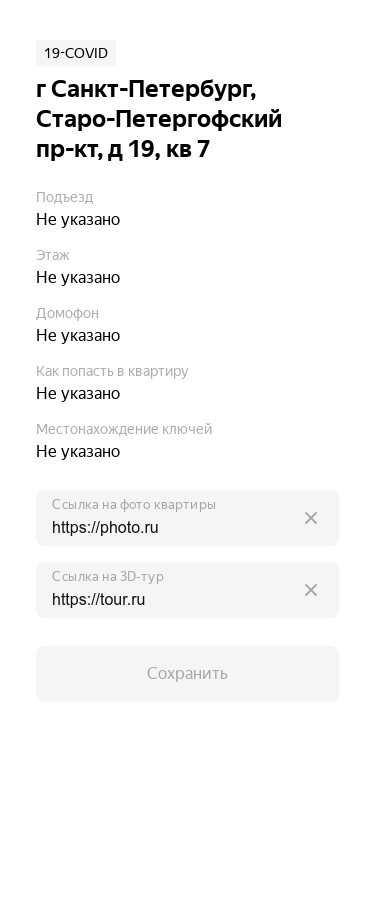 19-COVID
г Санкт-Петербург,
Старо-Петергофский
пр-кт, д 19, кв 7
Подъезд
Не указано
Этаж
Не указано
Домофон
Не указано
Как попасть в квартиру
Не указано
Местонахождение ключей
Не указано
Ссылка на фото квартиры
https://photo.ru
Ссылка на 3D-тур
https://tour.ru
Сохранить